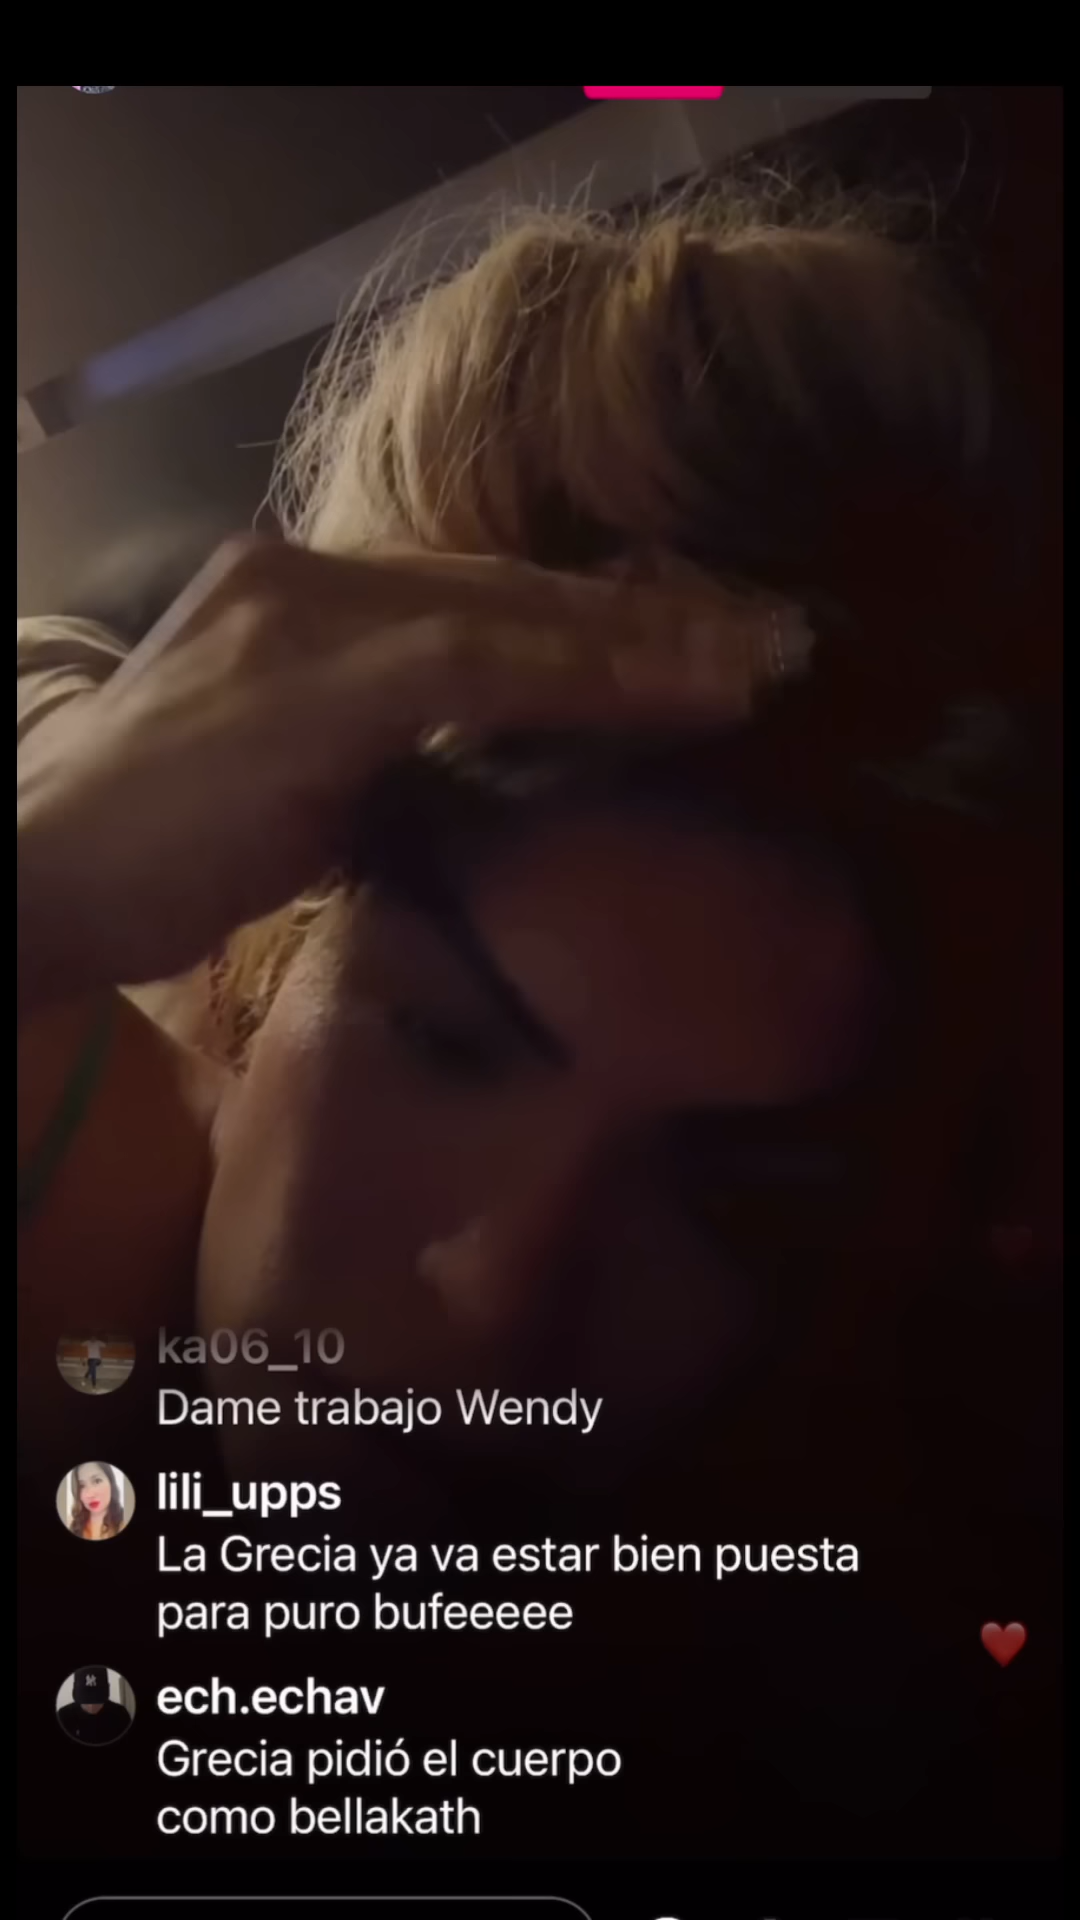 ka06_10
Dame trabajo Wendy
lili_upps
La Grecia ya va estar bien puesta
para puro bufeeeee
ech.echav
Grecia pidió el cuerpo
como bellakath